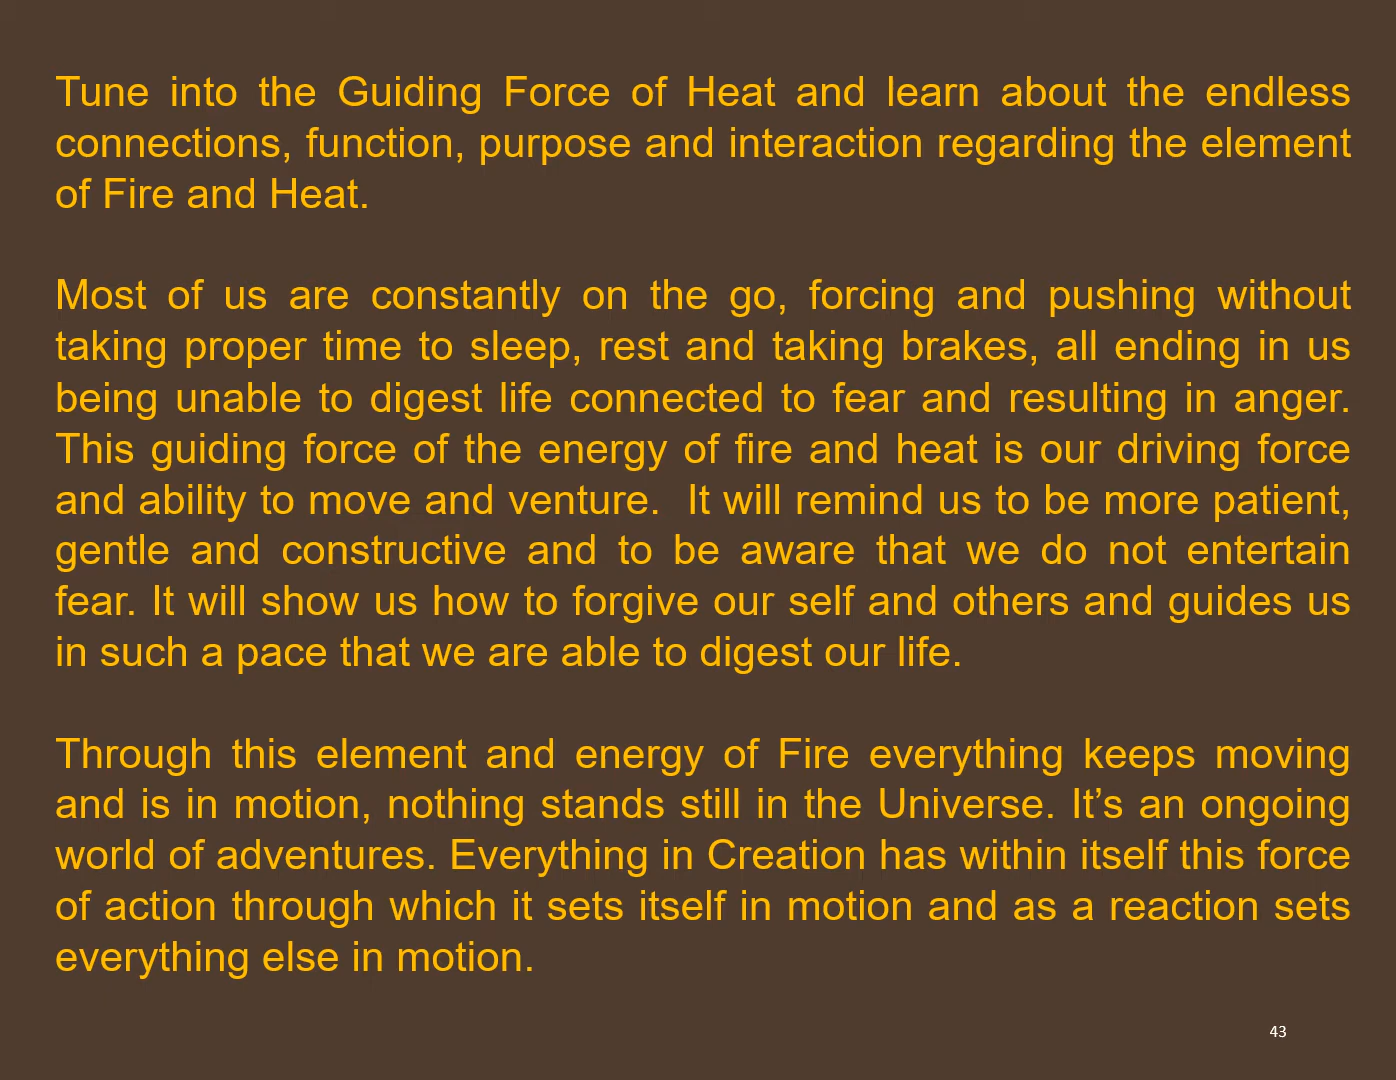 Tune into the Guiding Force of Heat and learn about the endless
connections, function, purpose and interaction regarding the element
of Fire and Heat.
Most of us are constantly on the go, forcing and pushing without
taking proper time to sleep, rest and taking brakes, all ending in us
being unable to digest life connected to fear and resulting in anger.
This guiding force of the energy of fire and heat is our driving force
and ability to move and venture.  It will remind us to be more patient,
gentle and constructive and to be aware that we do not entertain
fear. It will show us how to forgive our self and others and guides us
in such a pace that we are able to digest our life.
Through this element and energy of Fire everything keeps moving
and is in motion, nothing stands still in the Universe. It’s an ongoing
world of adventures. Everything in Creation has within itself this force
of action through which it sets itself in motion and as a reaction sets
everything else in motion.
43